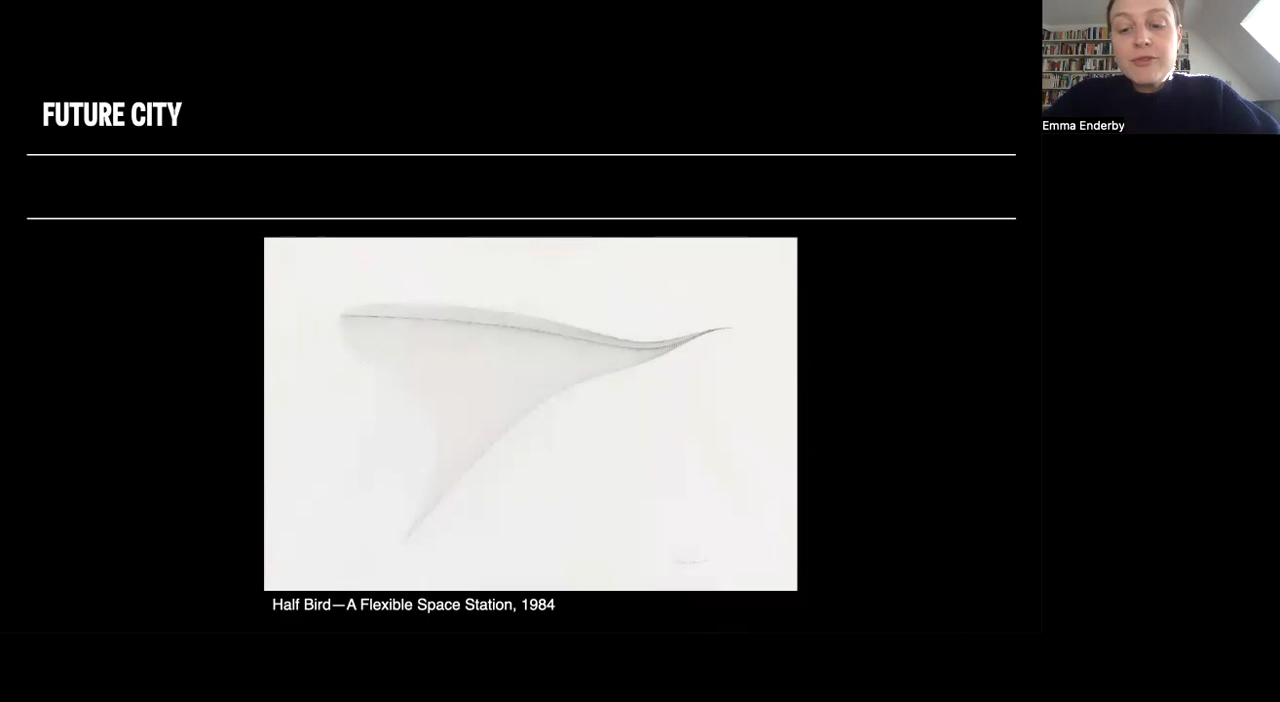 FUTURE CITY
Emma Enderby
Half Bird—A Flexible Space Station, 1984